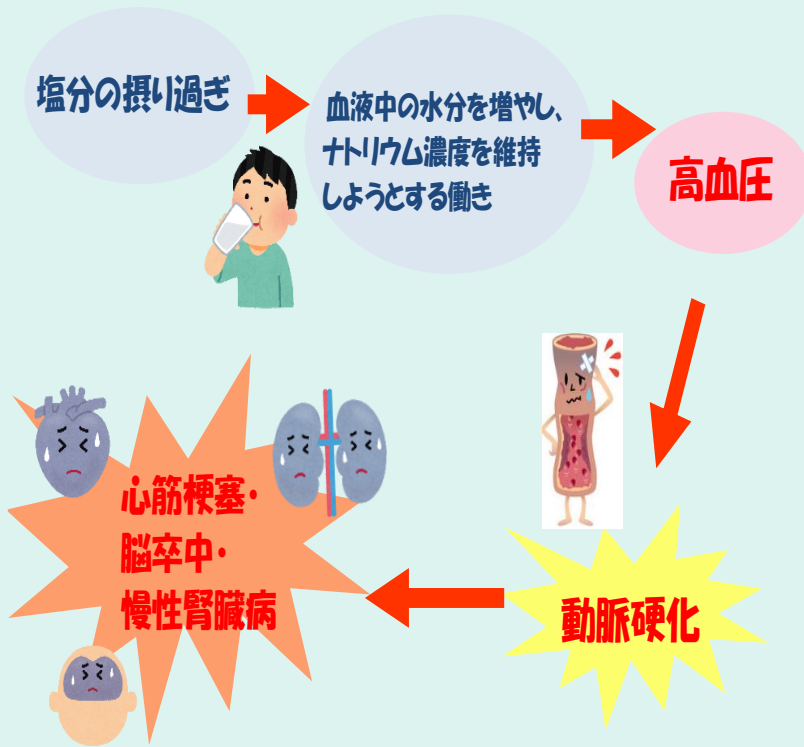 塩分の摂り過ぎ
血液中の水分を増やし、
ナトリウム濃度を維持
しようとする働き
高血圧
動脈硬化
心筋梗塞・
脳卒中・
慢性腎臓病